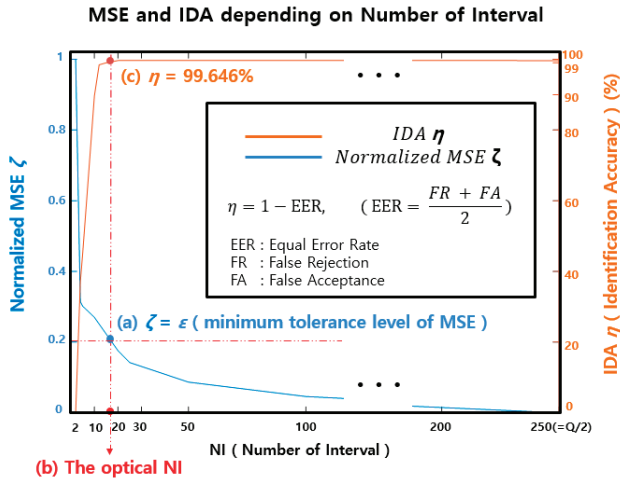 MSE and IDA depending on Number of Interval
1
0.8
0.6
0.4
0.2
0
Normalized MSE ζ
100
99
90
80
60
40
20
0
IDA η ( Identification Accuracy ) (%)
(c) η = 99.646%
IDA η
Normalized MSE ζ
η = 1 − EER, ( EER = FR + FA / 2 )
EER : Equal Error Rate
FR : False Rejection
FA : False Acceptance
(a) ζ = ε ( minimum tolerance level of MSE )
2 10 20 30 50 100 200 250(=Q/2)
NI ( Number of Interval )
(b) The optical NI